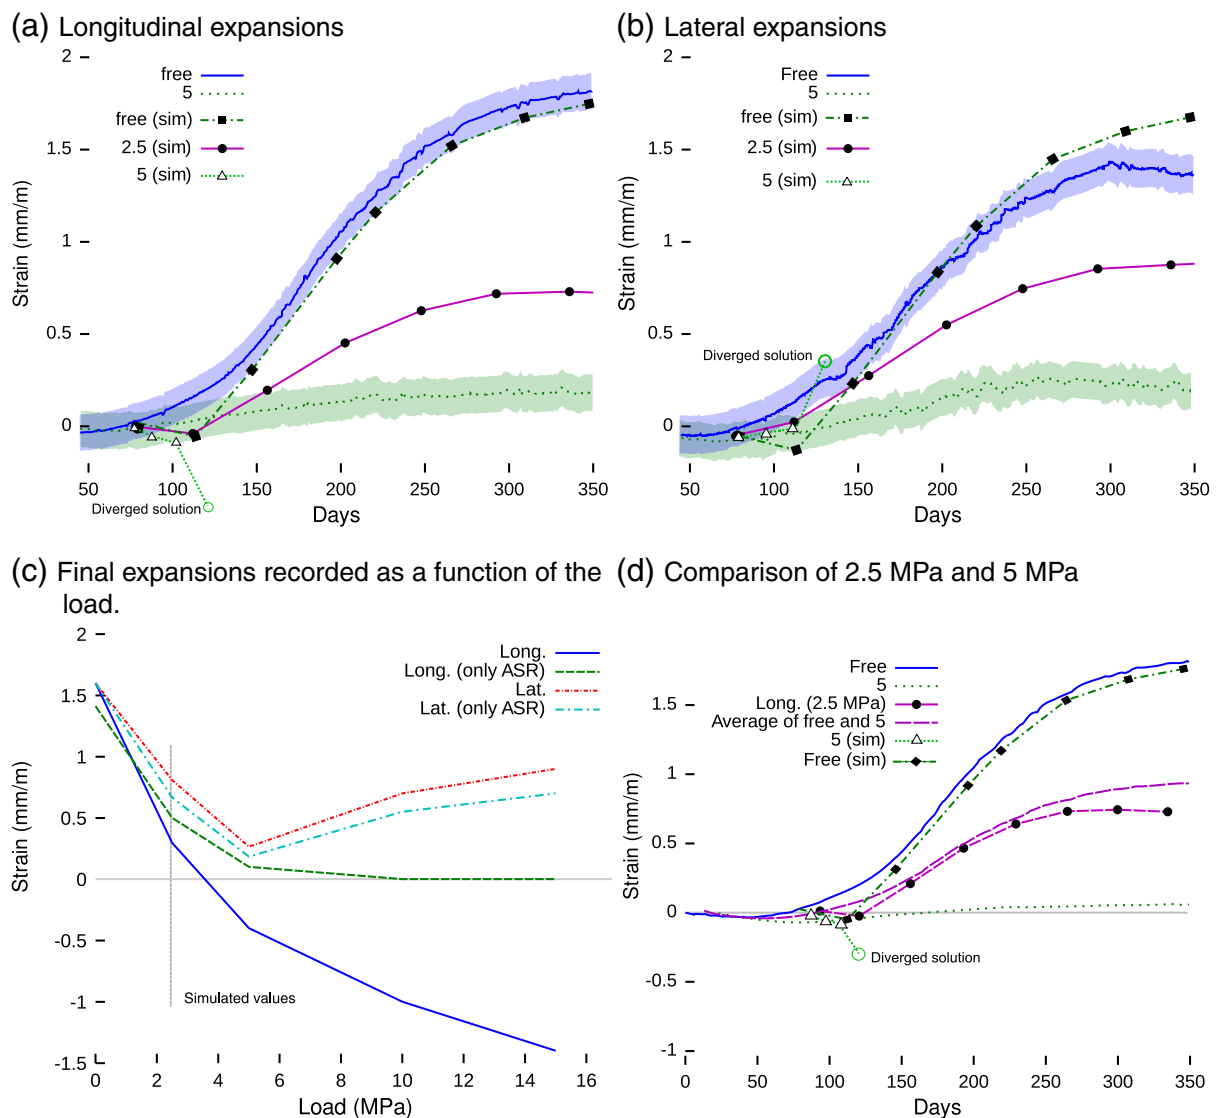 (a) Longitudinal expansions
2
free
5
free (sim)
2.5 (sim)
5 (sim)
1.5
1
0.5
0
Strain (mm/m)
50 100 150 200 250 300 350
Diverged solution
Days
(b) Lateral expansions
2
Free
5
free (sim)
2.5 (sim)
5 (sim)
1.5
1
0.5
0
Strain (mm/m)
Diverged solution
50 100 150 200 250 300 350
Days
(c) Final expansions recorded as a function of the
load.
2
Long.
Long. (only ASR)
Lat.
Lat. (only ASR)
1.5
1
0.5
0
-0.5
-1
-1.5
Strain (mm/m)
Simulated values
0 2 4 6 8 10 12 14 16
Load (MPa)
(d) Comparison of 2.5 MPa and 5 MPa
Free
5
Long. (2.5 MPa)
Average of free and 5
5 (sim)
Free (sim)
1.5
1
0.5
0
-0.5
-1
Strain (mm/m)
Diverged solution
0 50 100 150 200 250 300 350
Days